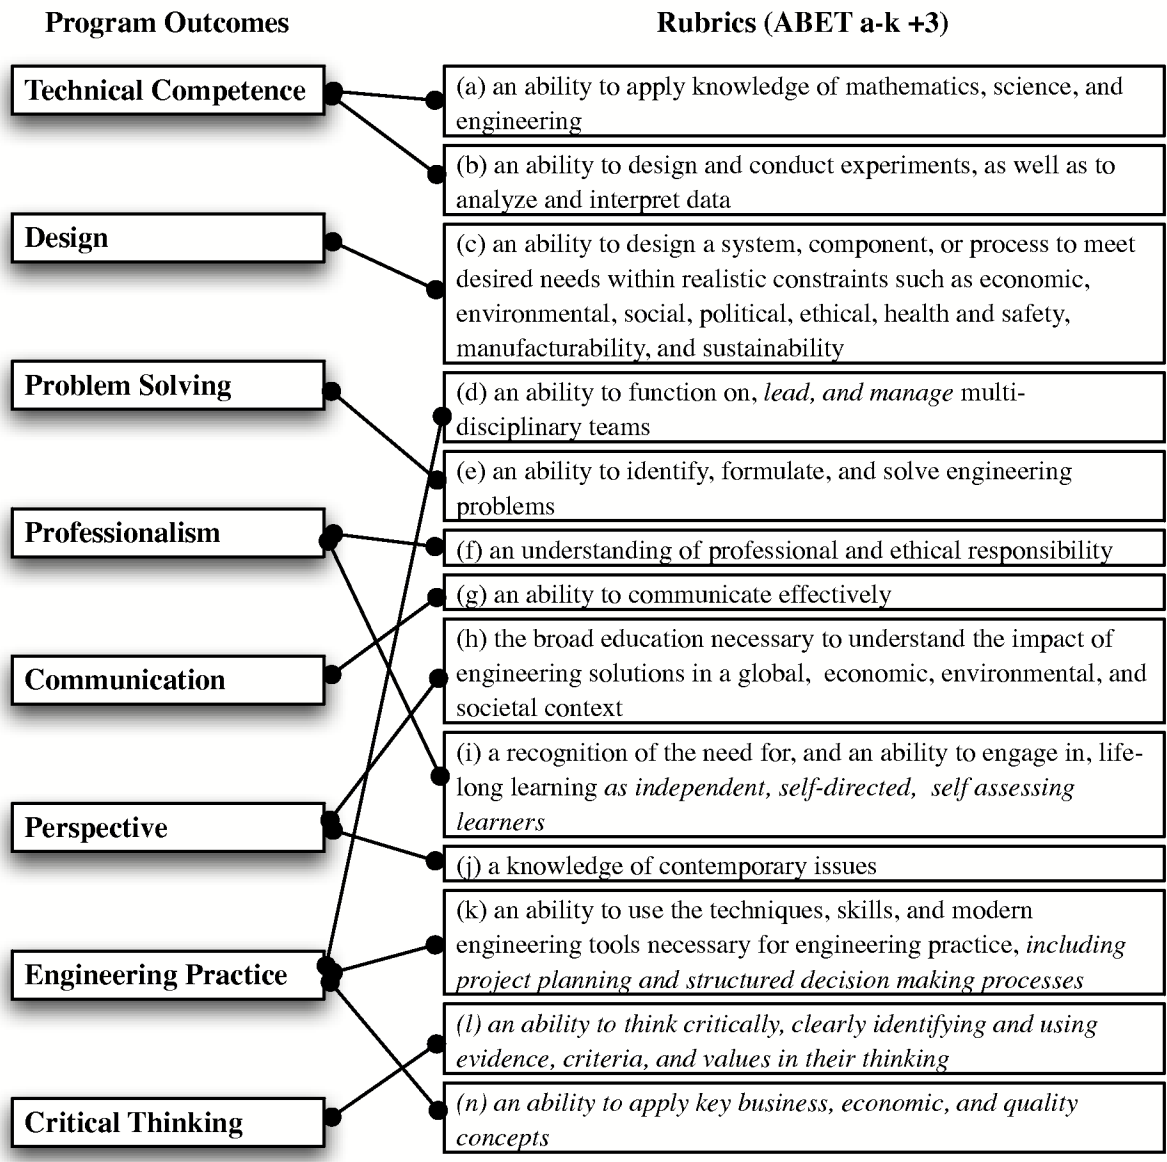 Program Outcomes
Rubrics (ABET a-k +3)
Technical Competence
Design
Problem Solving
Professionalism
Communication
Perspective
Engineering Practice
Critical Thinking
(a) an ability to apply knowledge of mathematics, science, and
engineering
(b) an ability to design and conduct experiments, as well as to
analyze and interpret data
(c) an ability to design a system, component, or process to meet
desired needs within realistic constraints such as economic,
environmental, social, political, ethical, health and safety,
manufacturability, and sustainability
(d) an ability to function on, lead, and manage multi-
disciplinary teams
(e) an ability to identify, formulate, and solve engineering
problems
(f) an understanding of professional and ethical responsibility
(g) an ability to communicate effectively
(h) the broad education necessary to understand the impact of
engineering solutions in a global,  economic, environmental, and
societal context
(i) a recognition of the need for, and an ability to engage in, life-
long learning as independent, self-directed,  self assessing
learners
(j) a knowledge of contemporary issues
(k) an ability to use the techniques, skills, and modern
engineering tools necessary for engineering practice, including
project planning and structured decision making processes
(l) an ability to think critically, clearly identifying and using
evidence, criteria, and values in their thinking
(n) an ability to apply key business, economic, and quality
concepts